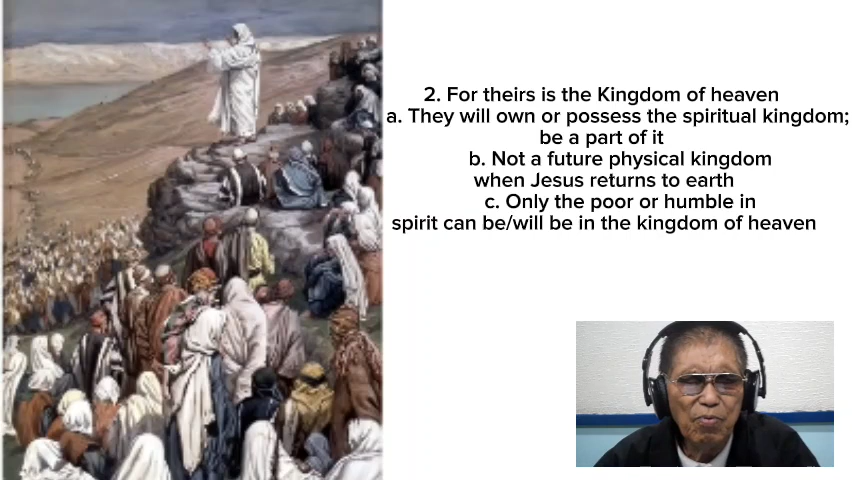 2. For theirs is the Kingdom of heaven
a. They will own or possess the spiritual kingdom;
be a part of it
b. Not a future physical kingdom
when Jesus returns to earth
c. Only the poor or humble in
spirit can be/will be in the kingdom of heaven